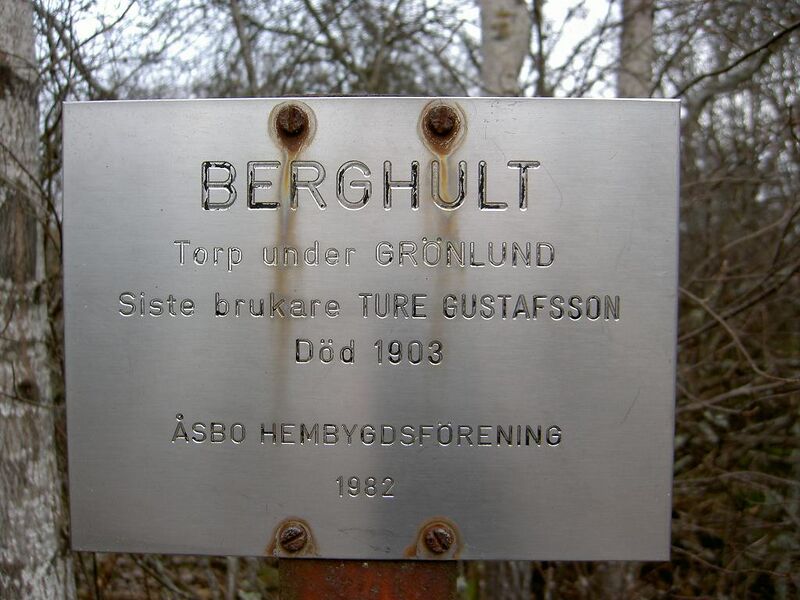 BERGHULT
Torp under GRÖNLUND
Siste brukare TURE GUSTAFSSON
Död 1903
ÅSBO HEMBYGDSFÖRENING
1982